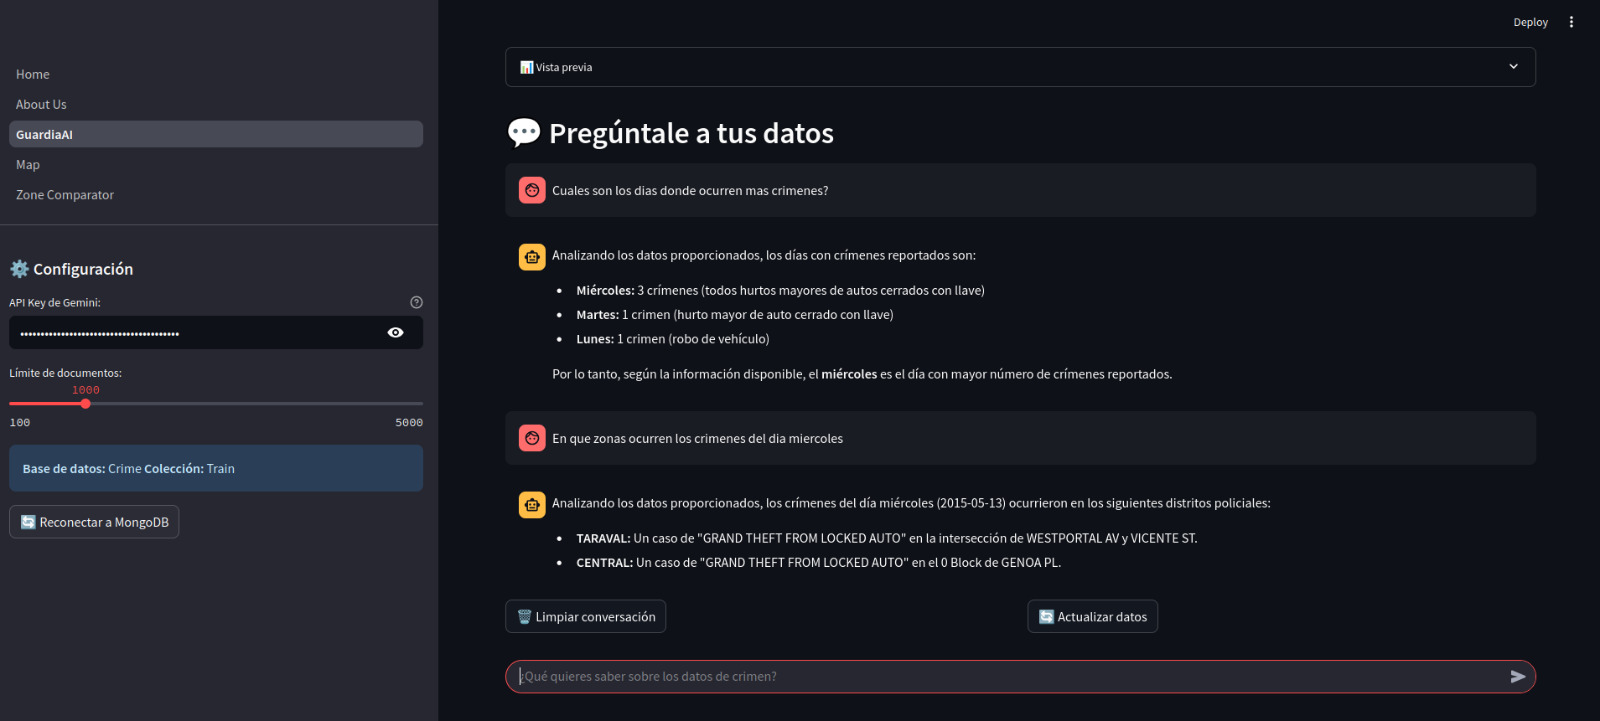 Deploy
Home
About Us
GuardiaAI
Map
Zone Comparator
Configuración
API Key de Gemini:
••••••••••••••••••••••••••••••••••••••
Límite de documentos:
1000
100 5000
Base de datos: Crime Colección: Train
Reconectar a MongoDB
Vista previa
Pregúntale a tus datos
Cuales son los dias donde ocurren mas crimenes?
Analizando los datos proporcionados, los días con crímenes reportados son:
• Miércoles: 3 crímenes (todos hurtos mayores de autos cerrados con llave)
• Martes: 1 crimen (hurto mayor de auto cerrado con llave)
• Lunes: 1 crimen (robo de vehículo)
Por lo tanto, según la información disponible, el miércoles es el día con mayor número de crímenes reportados.
En que zonas ocurren los crimenes del dia miercoles
Analizando los datos proporcionados, los crímenes del día miércoles (2015-05-13) ocurrieron en los siguientes distritos policiales:
• TARAVAL: Un caso de "GRAND THEFT FROM LOCKED AUTO" en la intersección de WESTPORTAL AV y VICENTE ST.
• CENTRAL: Un caso de "GRAND THEFT FROM LOCKED AUTO" en el 0 Block de GENOA PL.
Limpiar conversación
Actualizar datos
¿Qué quieres saber sobre los datos de crimen?